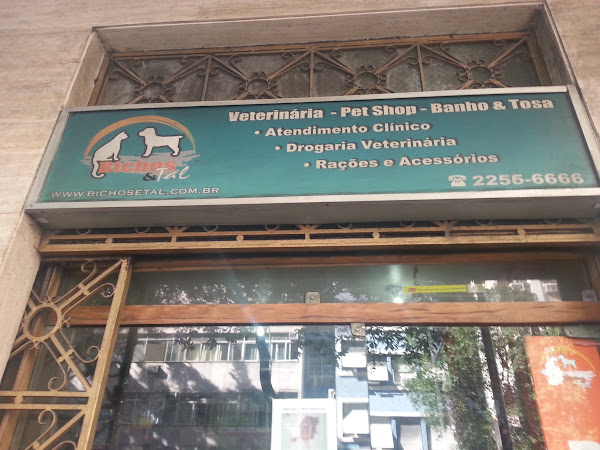 Veterinária - Pet Shop - Banho & Tosa
• Atendimento Clínico
• Drogaria Veterinária
• Rações e Acessórios
☎ 2256-6666
Bichos
& Tal
WWW.BICHOSETAL.COM.BR